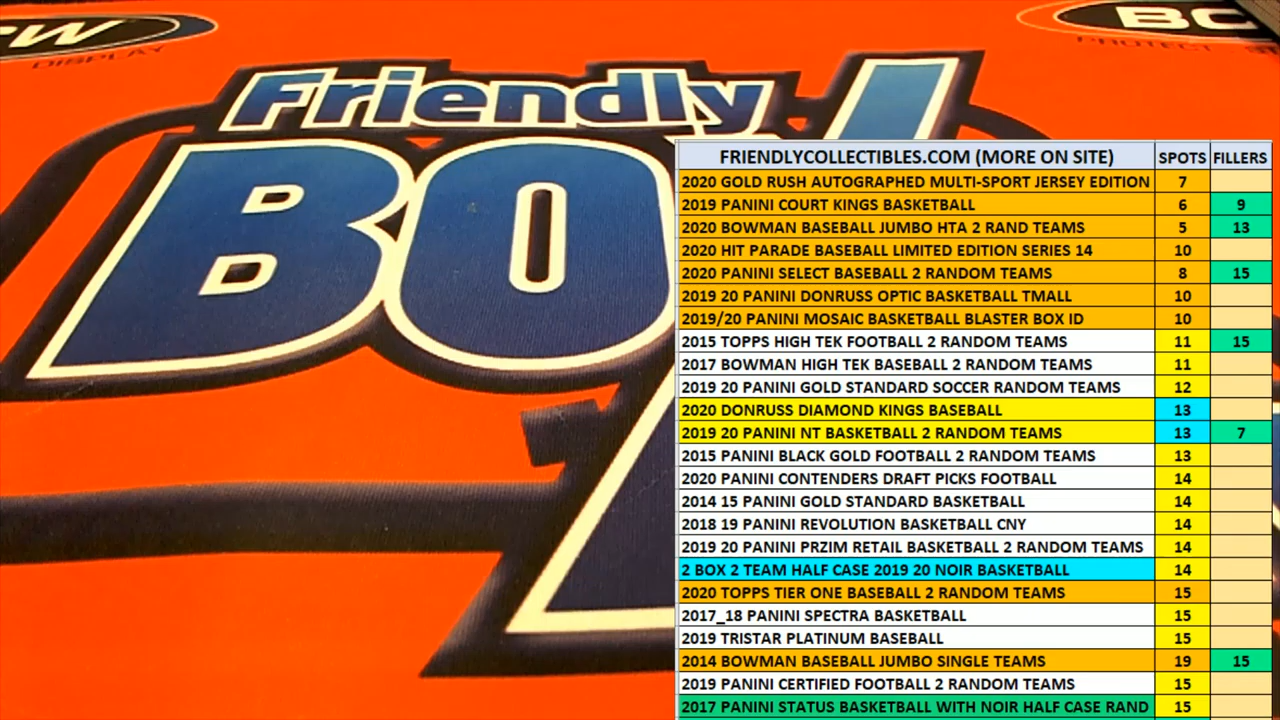 CW
DISPLAY
BC
PROTECT
Friendly
BO
FRIENDLYCOLLECTIBLES.COM (MORE ON SITE) SPOTS FILLERS
2020 GOLD RUSH AUTOGRAPHED MULTI-SPORT JERSEY EDITION 7
2019 PANINI COURT KINGS BASKETBALL 6 9
2020 BOWMAN BASEBALL JUMBO HTA 2 RAND TEAMS 5 13
2020 HIT PARADE BASEBALL LIMITED EDITION SERIES 14 10
2020 PANINI SELECT BASEBALL 2 RANDOM TEAMS 8 15
2019 20 PANINI DONRUSS OPTIC BASKETBALL TMALL 10
2019/20 PANINI MOSAIC BASKETBALL BLASTER BOX ID 10
2015 TOPPS HIGH TEK FOOTBALL 2 RANDOM TEAMS 11 15
2017 BOWMAN HIGH TEK BASEBALL 2 RANDOM TEAMS 11
2019 20 PANINI GOLD STANDARD SOCCER RANDOM TEAMS 12
2020 DONRUSS DIAMOND KINGS BASEBALL 13
2019 20 PANINI NT BASKETBALL 2 RANDOM TEAMS 13 7
2015 PANINI BLACK GOLD FOOTBALL 2 RANDOM TEAMS 13
2020 PANINI CONTENDERS DRAFT PICKS FOOTBALL 14
2014 15 PANINI GOLD STANDARD BASKETBALL 14
2018 19 PANINI REVOLUTION BASKETBALL CNY 14
2019 20 PANINI PRZIM RETAIL BASKETBALL 2 RANDOM TEAMS 14
2 BOX 2 TEAM HALF CASE 2019 20 NOIR BASKETBALL 14
2020 TOPPS TIER ONE BASEBALL 2 RANDOM TEAMS 15
2017_18 PANINI SPECTRA BASKETBALL 15
2019 TRISTAR PLATINUM BASEBALL 15
2014 BOWMAN BASEBALL JUMBO SINGLE TEAMS 19 15
2019 PANINI CERTIFIED FOOTBALL 2 RANDOM TEAMS 15
2017 PANINI STATUS BASKETBALL WITH NOIR HALF CASE RAND 15